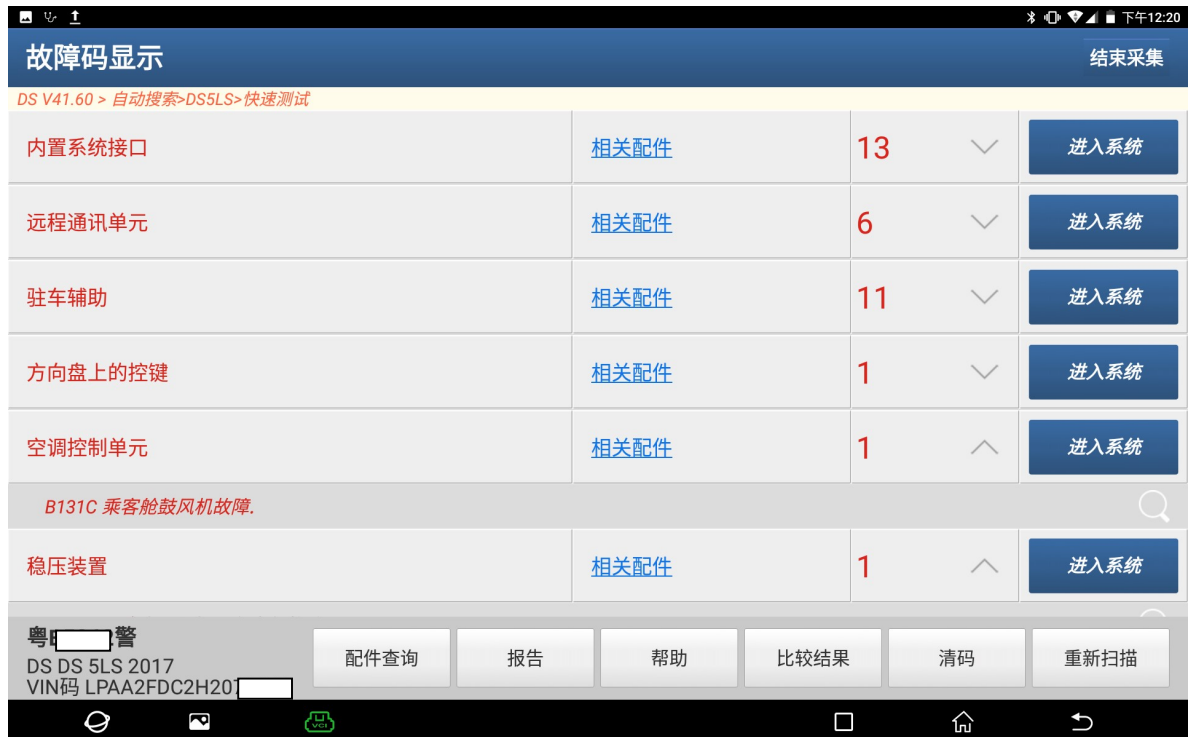 下午12:20
故障码显示
结束采集
DS V41.60 > 自动搜索>DS5LS>快速测试
内置系统接口 相关配件 13 进入系统
远程通讯单元 相关配件 6 进入系统
驻车辅助 相关配件 11 进入系统
方向盘上的控键 相关配件 1 进入系统
空调控制单元 相关配件 1 进入系统
B131C 乘客舱鼓风机故障.
稳压装置 相关配件 1 进入系统
粤 警
DS DS 5LS 2017
VIN码 LPAA2FDC2H207
配件查询 报告 帮助 比较结果 清码 重新扫描
VCI